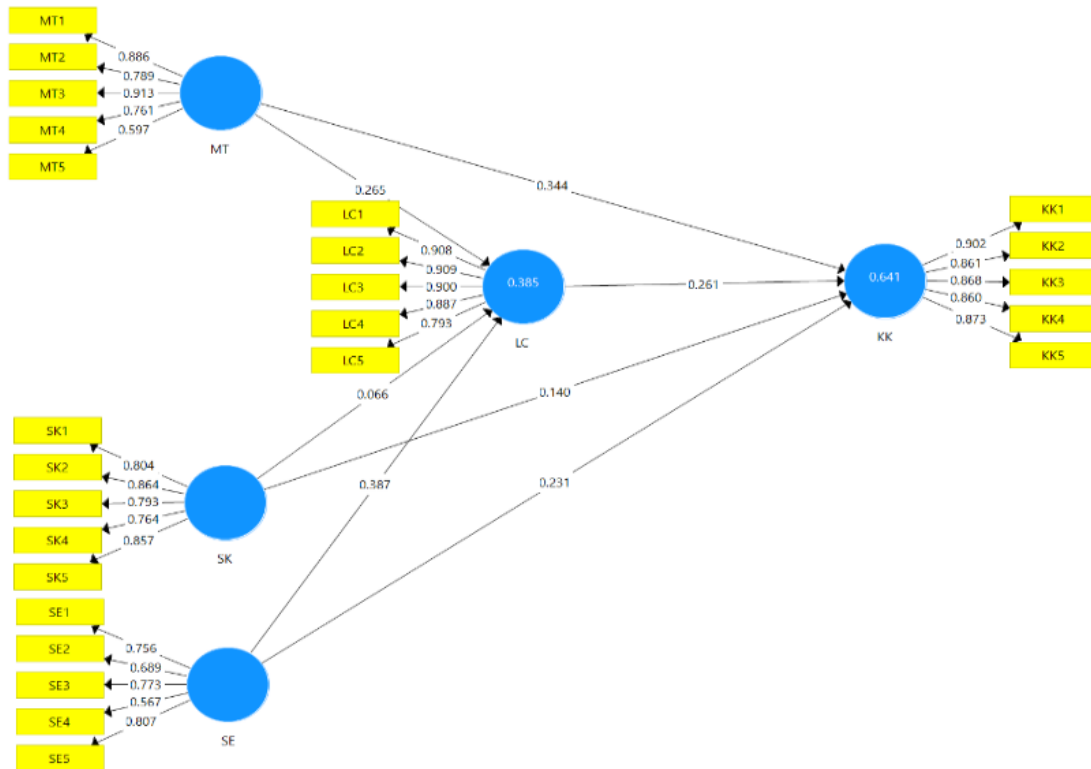 MT1
MT2
MT3
MT4
MT5
0.886
0.789
0.913
0.761
0.597
MT
0.265
0.344
LC1
LC2
LC3
LC4
LC5
0.908
0.909
0.900
0.887
0.793
0.385
LC
0.261
0.641
KK
0.902
0.861
0.868
0.860
0.873
KK1
KK2
KK3
KK4
KK5
0.066
0.140
0.387
0.231
SK1
SK2
SK3
SK4
SK5
0.804
0.864
0.793
0.764
0.857
SK
SE1
SE2
SE3
SE4
SE5
0.756
0.689
0.773
0.567
0.807
SE